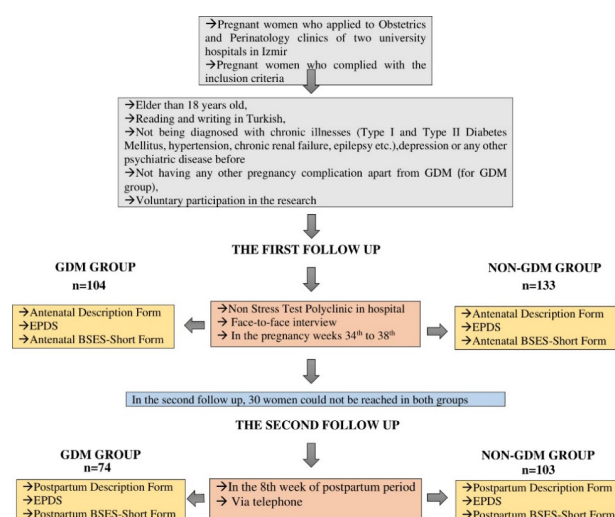 →Pregnant women who applied to Obstetrics
and Perinatology clinics of two university
hospitals in Izmir
→Pregnant women who complied with the
inclusion criteria
→Elder than 18 years old,
→Reading and writing in Turkish,
→Not being diagnosed with chronic illnesses (Type I and Type II Diabetes
Mellitus, hypertension, chronic renal failure, epilepsy etc.),depression or any other
psychiatric disease before
→Not having any other pregnancy complication apart from GDM (for GDM
group),
→Voluntary participation in the research
THE FIRST FOLLOW UP
GDM GROUP
n=104
→Antenatal Description Form
→EPDS
→Antenatal BSES-Short Form
→Non Stress Test Polyclinic in hospital
→ Face-to-face interview
→ In the pregnancy weeks 34th to 38th
NON-GDM GROUP
n=133
→Antenatal Description Form
→EPDS
→Antenatal BSES-Short Form
In the second follow up, 30 women could not be reached in both groups
THE SECOND FOLLOW UP
GDM GROUP
n=74
→Postpartum Description Form
→EPDS
→Postpartum BSES-Short Form
→In the 8th week of postpartum period
→ Via telephone
NON-GDM GROUP
n=103
→Postpartum Description Form
→EPDS
→Postpartum BSES-Short Form